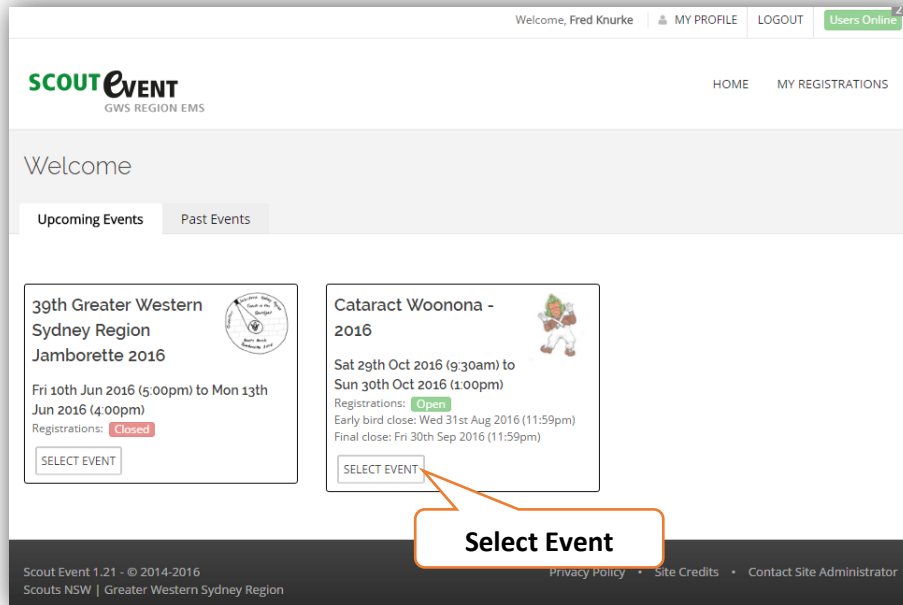 Welcome, Fred Knurke MY PROFILE LOGOUT Users Online 2
SCOUT eVENT
GWS REGION EMS
HOME MY REGISTRATIONS
Welcome
Upcoming Events Past Events
39th Greater Western
Sydney Region
Jamborette 2016
Fri 10th Jun 2016 (5:00pm) to Mon 13th
Jun 2016 (4:00pm)
Registrations: Closed
SELECT EVENT
Cataract Woonona -
2016
Sat 29th Oct 2016 (9:30am) to
Sun 30th Oct 2016 (1:00pm)
Registrations: Open
Early bird close: Wed 31st Aug 2016 (11:59pm)
Final close: Fri 30th Sep 2016 (11:59pm)
SELECT EVENT
Select Event
Scout Event 1.21 - © 2014-2016
Scouts NSW | Greater Western Sydney Region
Privacy Policy • Site Credits • Contact Site Administrator